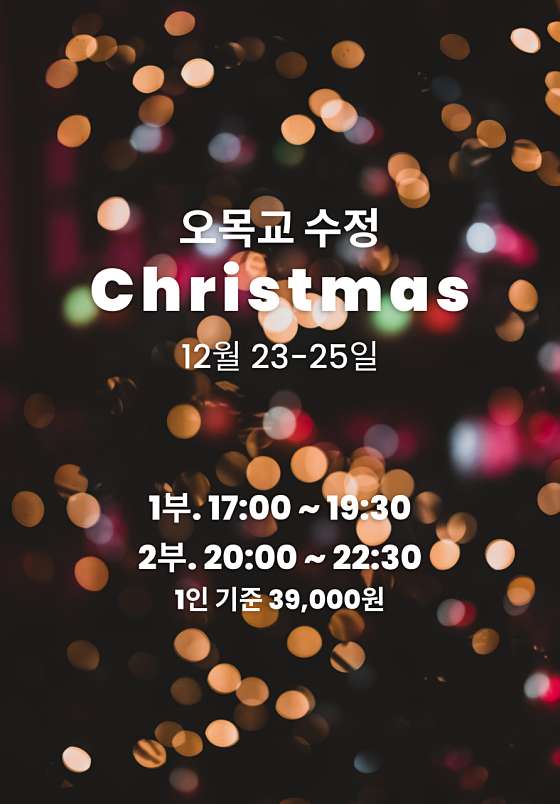 오목교 수정
Christmas
12월 23-25일
1부. 17:00 ~ 19:30
2부. 20:00 ~ 22:30
1인 기준 39,000원